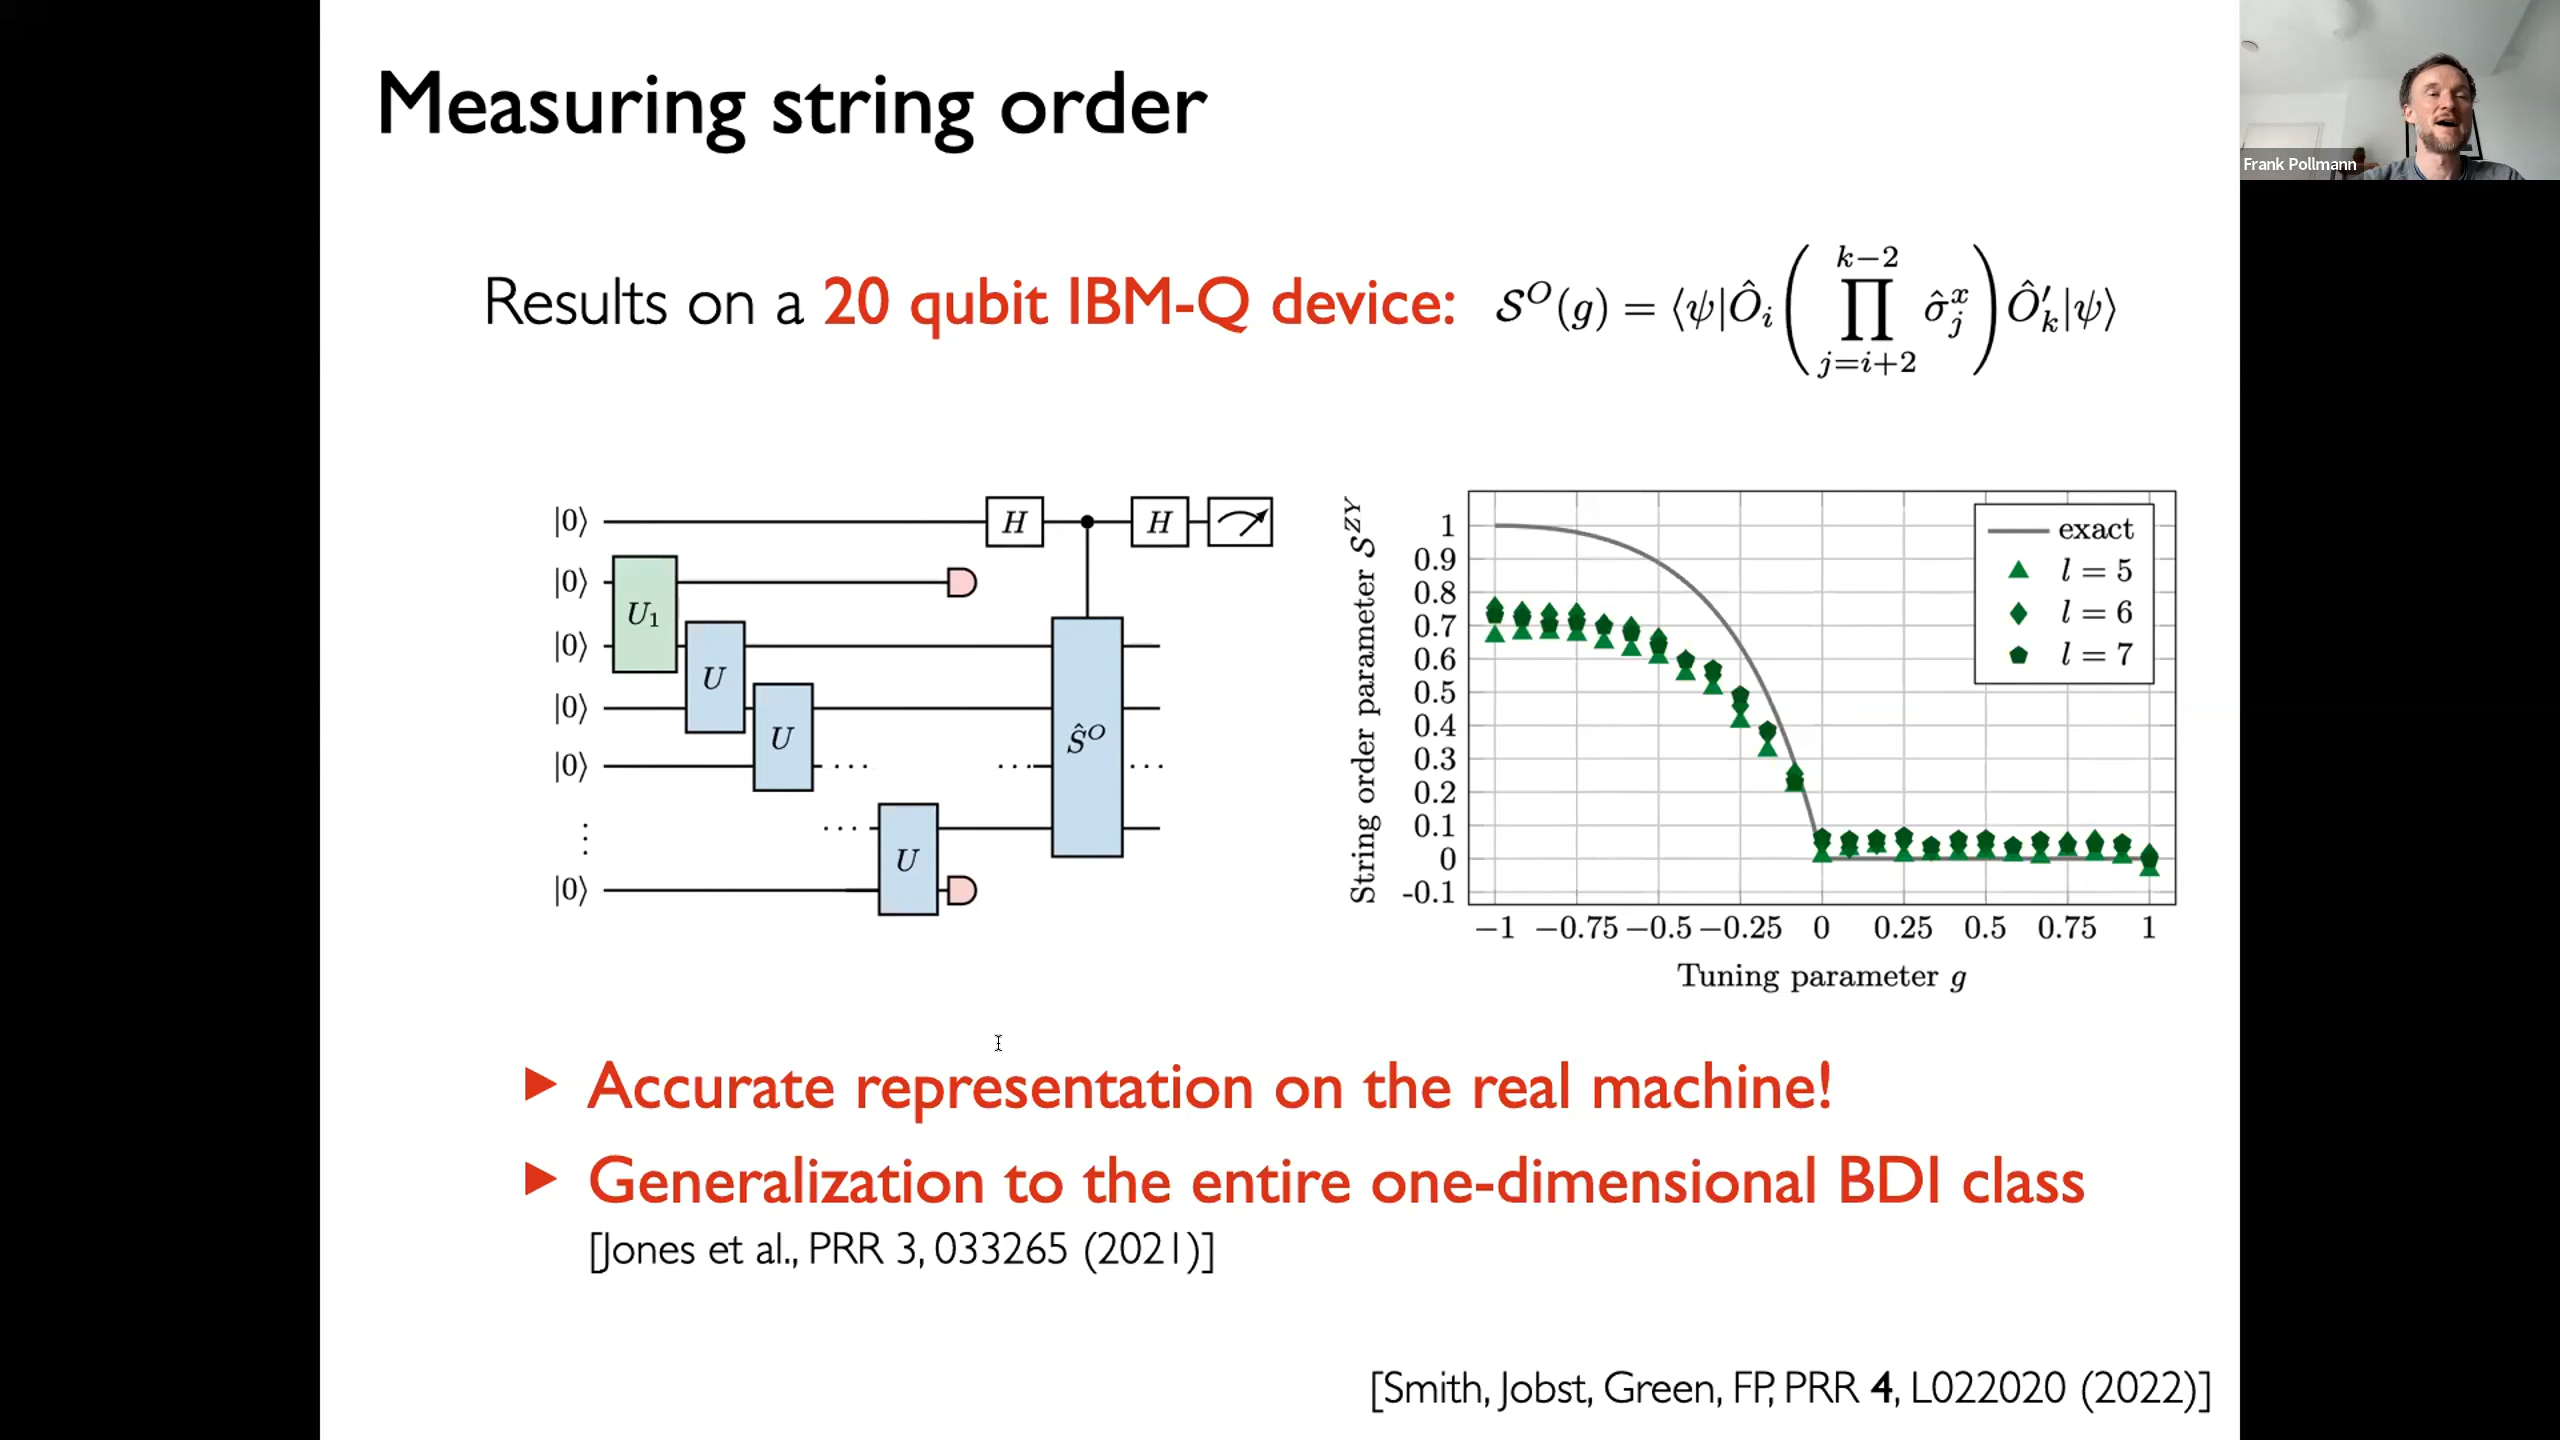 Measuring string order
Frank Pollmann
Results on a 20 qubit IBM-Q device:
𝒮^O(g) = ⟨ψ|Ô_i ( ∏_{j=i+2}^{k−2} σ̂_j^x ) Ô′_k|ψ⟩
|0⟩ H H
|0⟩
U₁
|0⟩
U
|0⟩
U
Ŝ^O
|0⟩ ··· ··· ···
⋮ ···
U
|0⟩
String order parameter 𝒮^{ZY}
1
0.9
0.8
0.7
0.6
0.5
0.4
0.3
0.2
0.1
0
-0.1
exact
l = 5
l = 6
l = 7
−1 −0.75 −0.5 −0.25 0 0.25 0.5 0.75 1
Tuning parameter g
► Accurate representation on the real machine!
► Generalization to the entire one-dimensional BDI class
[Jones et al., PRR 3, 033265 (2021)]
[Smith, Jobst, Green, FP, PRR 4, L022020 (2022)]